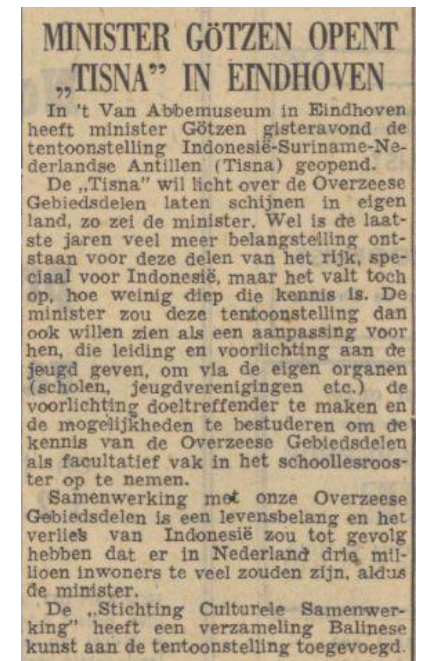 MINISTER GÖTZEN OPENT
„TISNA” IN EINDHOVEN
In 't Van Abbemuseum in Eindhoven
heeft minister Götzen gisteravond de
tentoonstelling Indonesië-Suriname-Ne-
derlandse Antillen (Tisna) geopend.
De „Tisna” wil licht over de Overzeese
Gebiedsdelen laten schijnen in eigen
land, zo zei de minister. Wel is de laat-
ste jaren veel meer belangstelling ont-
staan voor deze delen van het rijk, spe-
ciaal voor Indonesië, maar het valt toch
op, hoe weinig diep die kennis is. De
minister zou deze tentoonstelling dan
ook willen zien als een aanpassing voor
hen, die leiding en voorlichting aan de
jeugd geven, om via de eigen organen
(scholen, jeugdverenigingen etc.) de
voorlichting doeltreffender te maken en
de mogelijkheden te bestuderen om de
kennis van de Overzeese Gebiedsdelen
als facultatief vak in het schoollesroos-
ter op te nemen.
Samenwerking met onze Overzeese
Gebiedsdelen is een levensbelang en het
verlies van Indonesië zou tot gevolg
hebben dat er in Nederland drie mil-
lioen inwoners te veel zouden zijn, aldus
de minister.
De „Stichting Culturele Samenwer-
king” heeft een verzameling Balinese
kunst aan de tentoonstelling toegevoegd.